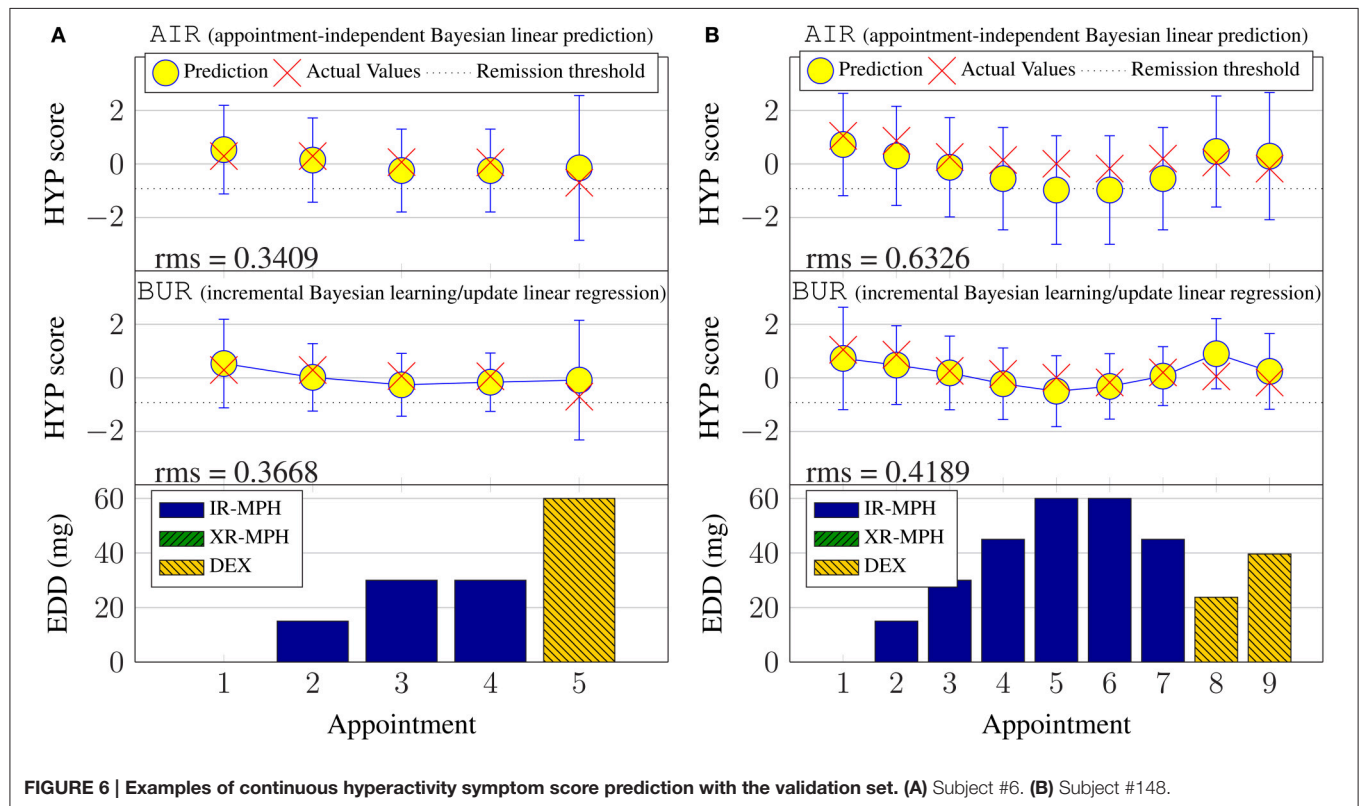 A
AIR (appointment-independent Bayesian linear prediction)
Prediction Actual Values Remission threshold
HYP score
2
0
−2
rms = 0.3409
BUR (incremental Bayesian learning/update linear regression)
HYP score
2
0
−2
rms = 0.3668
EDD (mg)
60
40
20
0
IR-MPH
XR-MPH
DEX
1 2 3 4 5
Appointment
B
AIR (appointment-independent Bayesian linear prediction)
Prediction Actual Values Remission threshold
HYP score
2
0
−2
rms = 0.6326
BUR (incremental Bayesian learning/update linear regression)
HYP score
2
0
−2
rms = 0.4189
EDD (mg)
60
40
20
0
IR-MPH
XR-MPH
DEX
1 2 3 4 5 6 7 8 9
Appointment
FIGURE 6 | Examples of continuous hyperactivity symptom score prediction with the validation set. (A) Subject #6. (B) Subject #148.